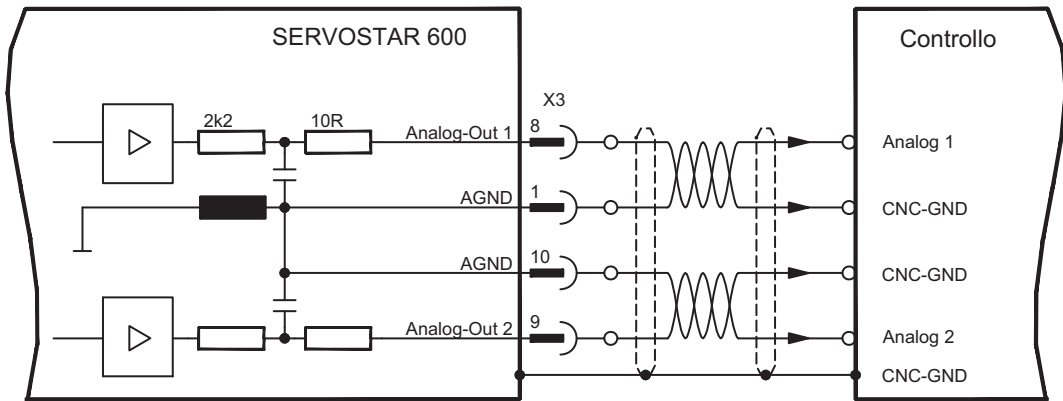 SERVOSTAR 600
Controllo
X3
2k2
10R
Analog-Out 1
8
Analog 1
AGND
1
CNC-GND
AGND
10
CNC-GND
Analog-Out 2
9
Analog 2
CNC-GND